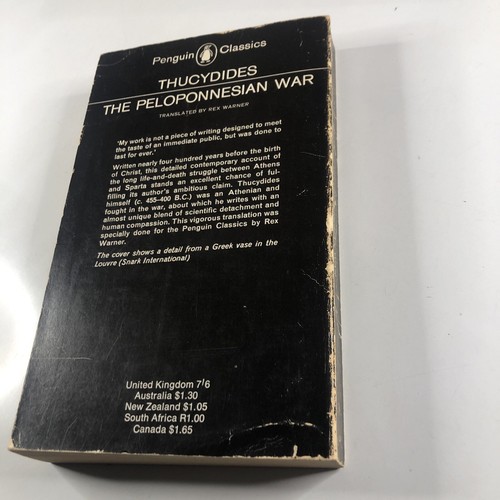 Penguin Classics
THUCYDIDES
THE PELOPONNESIAN WAR
TRANSLATED BY REX WARNER
'My work is not a piece of writing designed to meet
the taste of an immediate public, but was done to
last for ever.'
Written nearly four hundred years before the birth
of Christ, this detailed contemporary account of
the long life-and-death struggle between Athens
and Sparta stands an excellent chance of ful-
filling its author's ambitious claim. Thucydides
himself (c. 455-400 B.C.) was an Athenian and
fought in the war, about which he writes with an
almost unique blend of scientific detachment and
human compassion. This vigorous translation was
specially done for the Penguin Classics by Rex
Warner.
The cover shows a detail from a Greek vase in the
Louvre (Snark International)
United Kingdom 7/6
Australia $1.30
New Zealand $1.05
South Africa R1.00
Canada $1.65